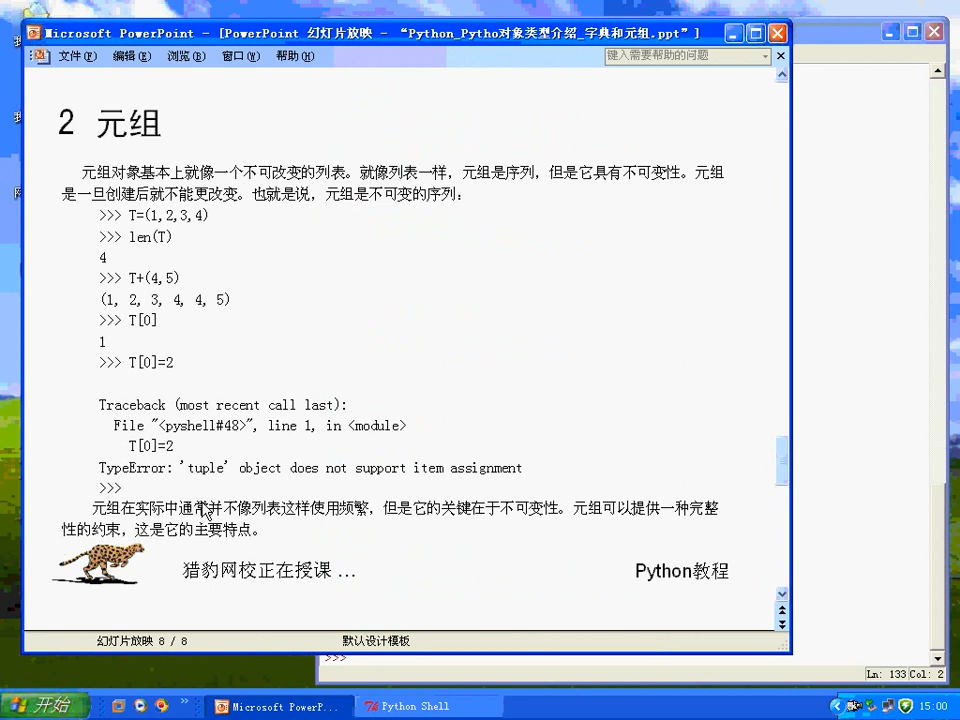 Microsoft PowerPoint - [PowerPoint 幻灯片放映 - “Python_Pytho对象类型介绍_字典和元组.ppt”]
文件(F) 编辑(E) 浏览(B) 窗口(W) 帮助(H) 键入需要帮助的问题
2 元组
元组对象基本上就像一个不可改变的列表。就像列表一样，元组是序列，但是它具有不可变性。元组
是一旦创建后就不能更改变。也就是说，元组是不可变的序列：
>>> T=(1,2,3,4)
>>> len(T)
4
>>> T+(4,5)
(1, 2, 3, 4, 4, 5)
>>> T[0]
1
>>> T[0]=2
Traceback (most recent call last):
File "<pyshell#48>", line 1, in <module>
T[0]=2
TypeError: 'tuple' object does not support item assignment
>>>
元组在实际中通常并不像列表这样使用频繁，但是它的关键在于不可变性。元组可以提供一种完整
性的约束，这是它的主要特点。
猎豹网校正在授课 ... Python教程
幻灯片放映 8 / 8 默认设计模板
>>>
Ln: 133 Col: 2
开始 Microsoft PowerP... Python Shell 15:00